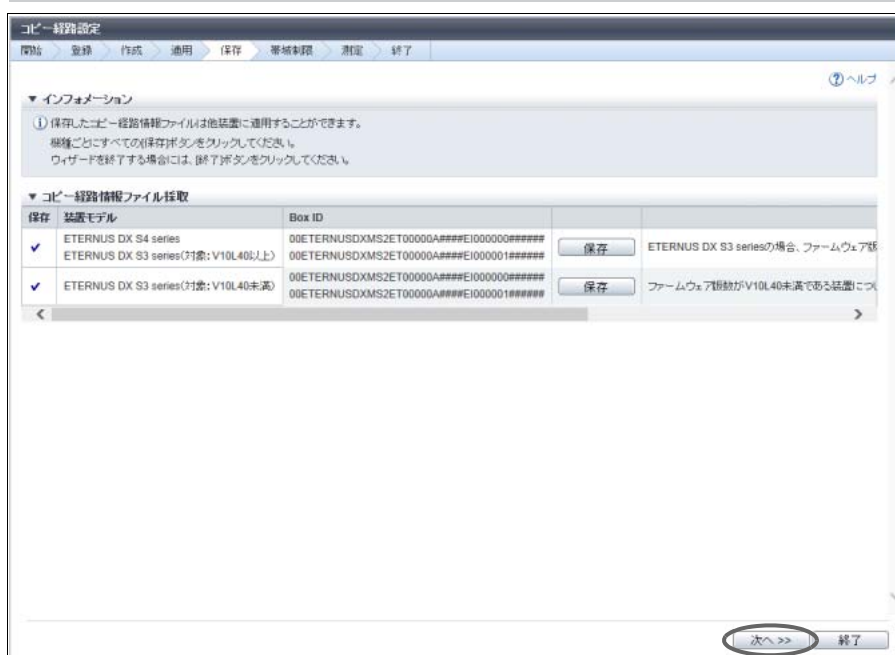 コピー経路設定
開始 登録 作成 適用 保存 帯域制限 測定 終了
ヘルプ
インフォメーション
保存したコピー経路情報ファイルは他装置に適用することができます。
機種ごとにすべての[保存]ボタンをクリックしてください。
ウィザードを終了する場合には、[終了]ボタンをクリックしてください。
コピー経路情報ファイル採取
保存 装置モデル Box ID
ETERNUS DX S4 series
ETERNUS DX S3 series(対象:V10L40以上)
00ETERNUSDXMS2ET00000A####EI000000######
00ETERNUSDXMS2ET00000A####EI000001######
保存
ETERNUS DX S3 seriesの場合、ファームウェア版
ETERNUS DX S3 series(対象:V10L40未満)
00ETERNUSDXMS2ET00000A####EI000000######
00ETERNUSDXMS2ET00000A####EI000001######
保存
ファームウェア版数がV10L40未満である装置につ
次へ >> 終了